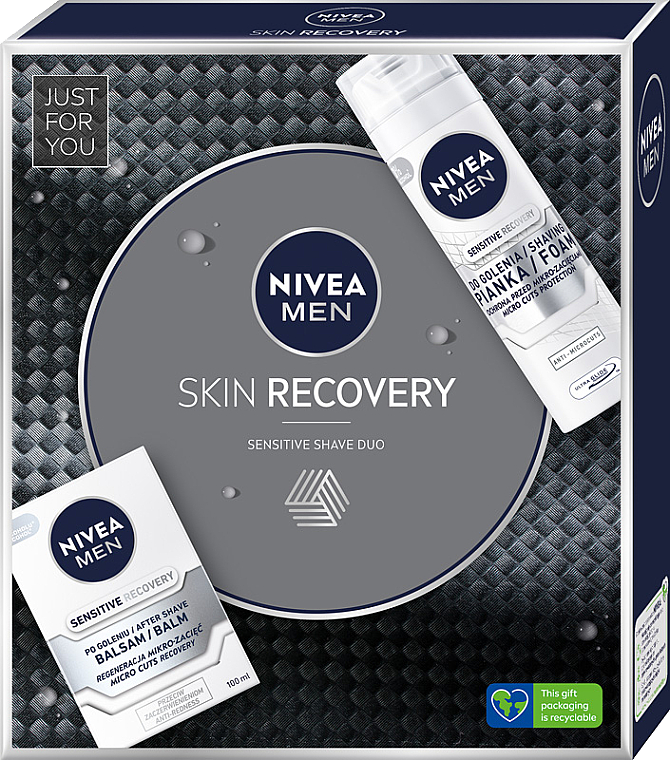 NIVEA
MEN
SKIN RECOVERY
JUST
FOR
YOU
NIVEA
MEN
NIVEA
MEN
SENSITIVE RECOVERY
DO GOLENIA / SHAVING
PIANKA / FOAM
OCHRONA PRZED MIKRO-ZACIĘCIAMI
MICRO CUTS PROTECTION
ANTI-MICROCUTS
ULTRA GLIDE
NIVEA
MEN
SKIN RECOVERY
SENSITIVE SHAVE DUO
NIVEA
MEN
SENSITIVE RECOVERY
PO GOLENIU / AFTER SHAVE
BALSAM / BALM
REGENERACJA MIKRO-ZACIĘĆ
MICRO CUTS RECOVERY
100 ml
PRZECIW
ZACZERWIENIENIOM
ANTI-REDNESS
This gift
packaging
is recyclable